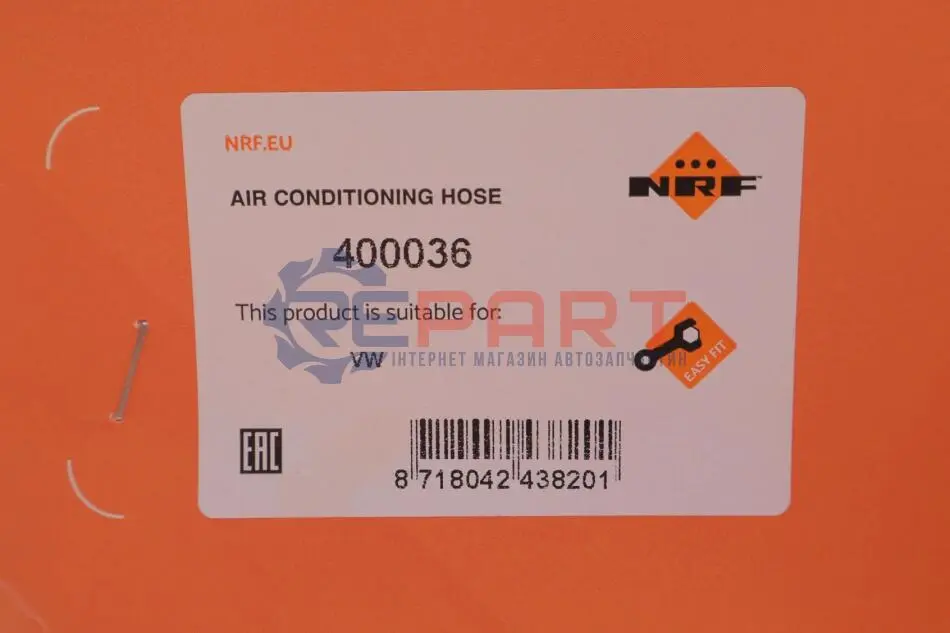 NRF.EU
NRF™
AIR CONDITIONING HOSE
400036
REPART
This product is suitable for:
VW
ІНТЕРНЕТ МАГАЗИН АВТОЗАПЧАСТИН
EASY FIT
EAC
8 718042 438201